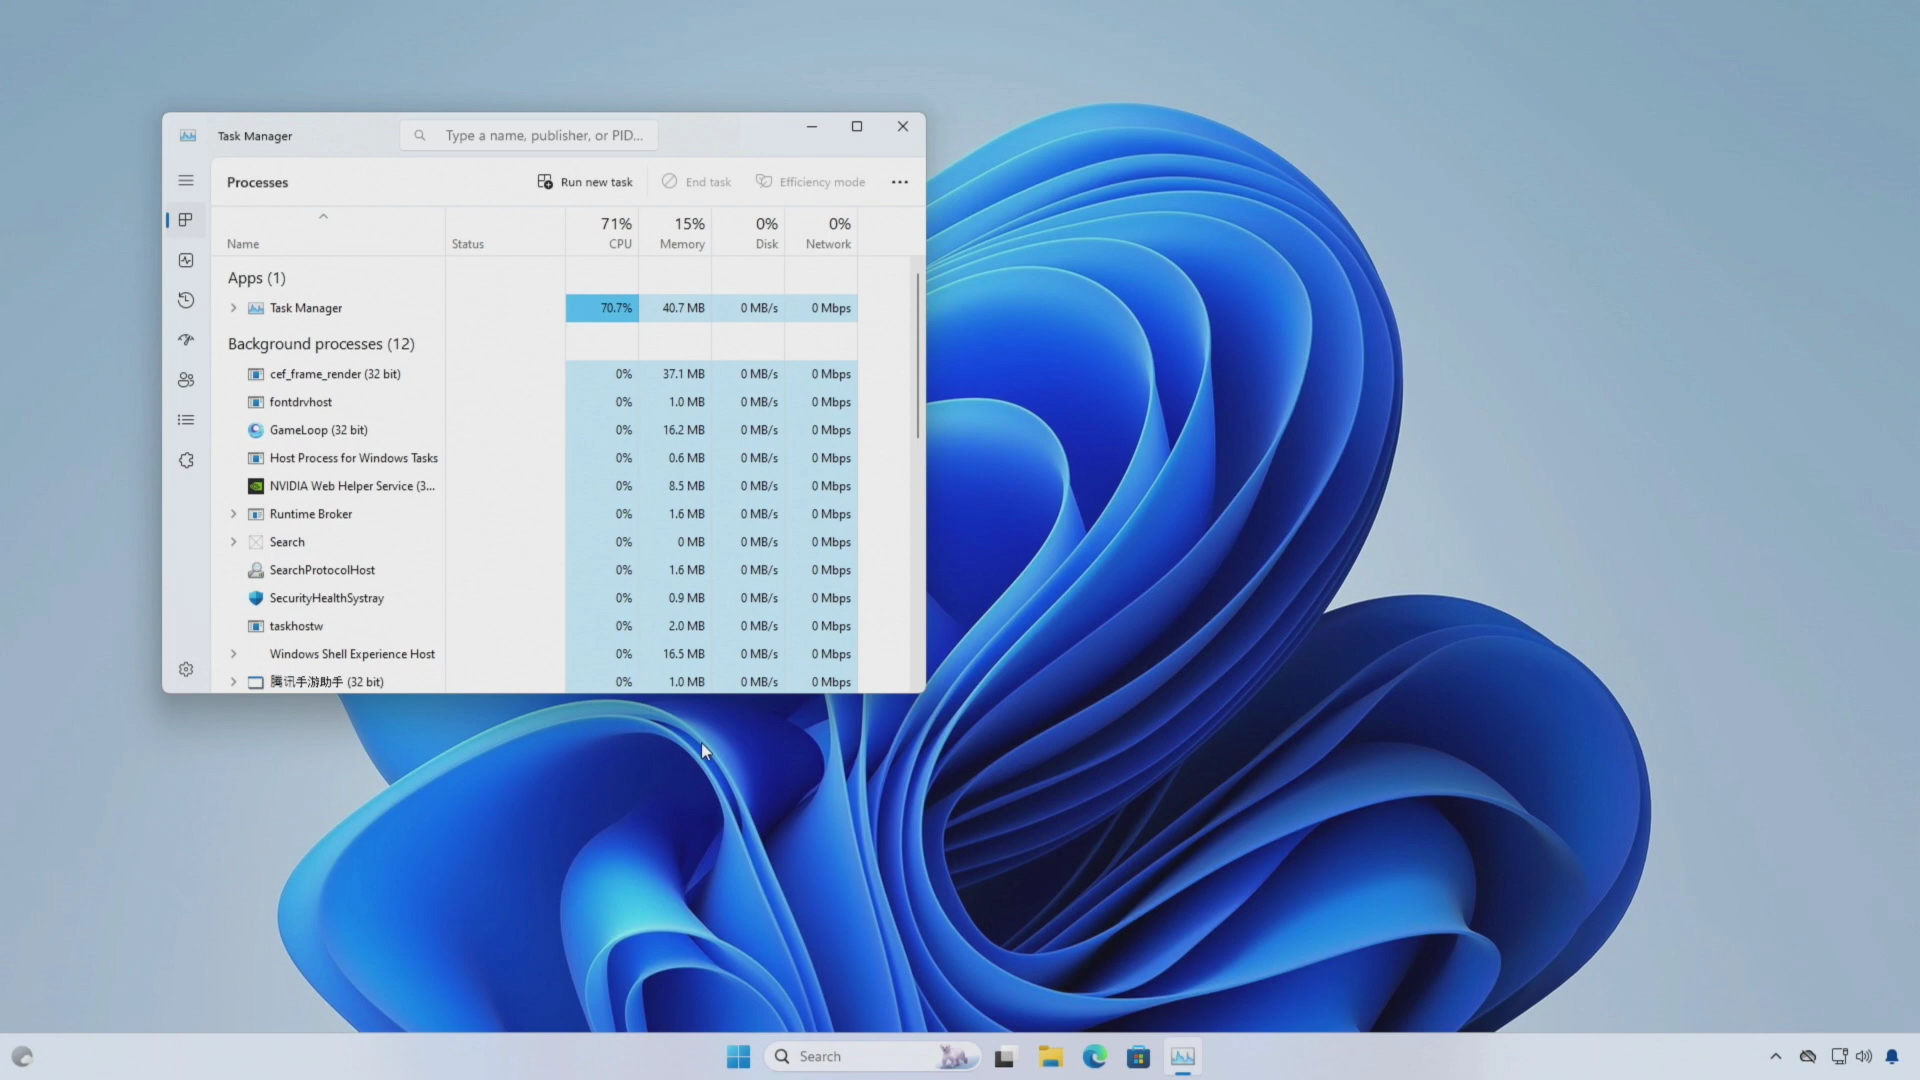 Task Manager
Type a name, publisher, or PID...
Processes
Run new task
End task
Efficiency mode
71% 15% 0% 0%
Name Status CPU Memory Disk Network
Apps (1)
Task Manager 70.7% 40.7 MB 0 MB/s 0 Mbps
Background processes (12)
cef_frame_render (32 bit) 0% 37.1 MB 0 MB/s 0 Mbps
fontdrvhost 0% 1.0 MB 0 MB/s 0 Mbps
GameLoop (32 bit) 0% 16.2 MB 0 MB/s 0 Mbps
Host Process for Windows Tasks 0% 0.6 MB 0 MB/s 0 Mbps
NVIDIA Web Helper Service (3... 0% 8.5 MB 0 MB/s 0 Mbps
Runtime Broker 0% 1.6 MB 0 MB/s 0 Mbps
Search 0% 0 MB 0 MB/s 0 Mbps
SearchProtocolHost 0% 1.6 MB 0 MB/s 0 Mbps
SecurityHealthSystray 0% 0.9 MB 0 MB/s 0 Mbps
taskhostw 0% 2.0 MB 0 MB/s 0 Mbps
Windows Shell Experience Host 0% 16.5 MB 0 MB/s 0 Mbps
腾讯手游助手 (32 bit) 0% 1.0 MB 0 MB/s 0 Mbps
Search